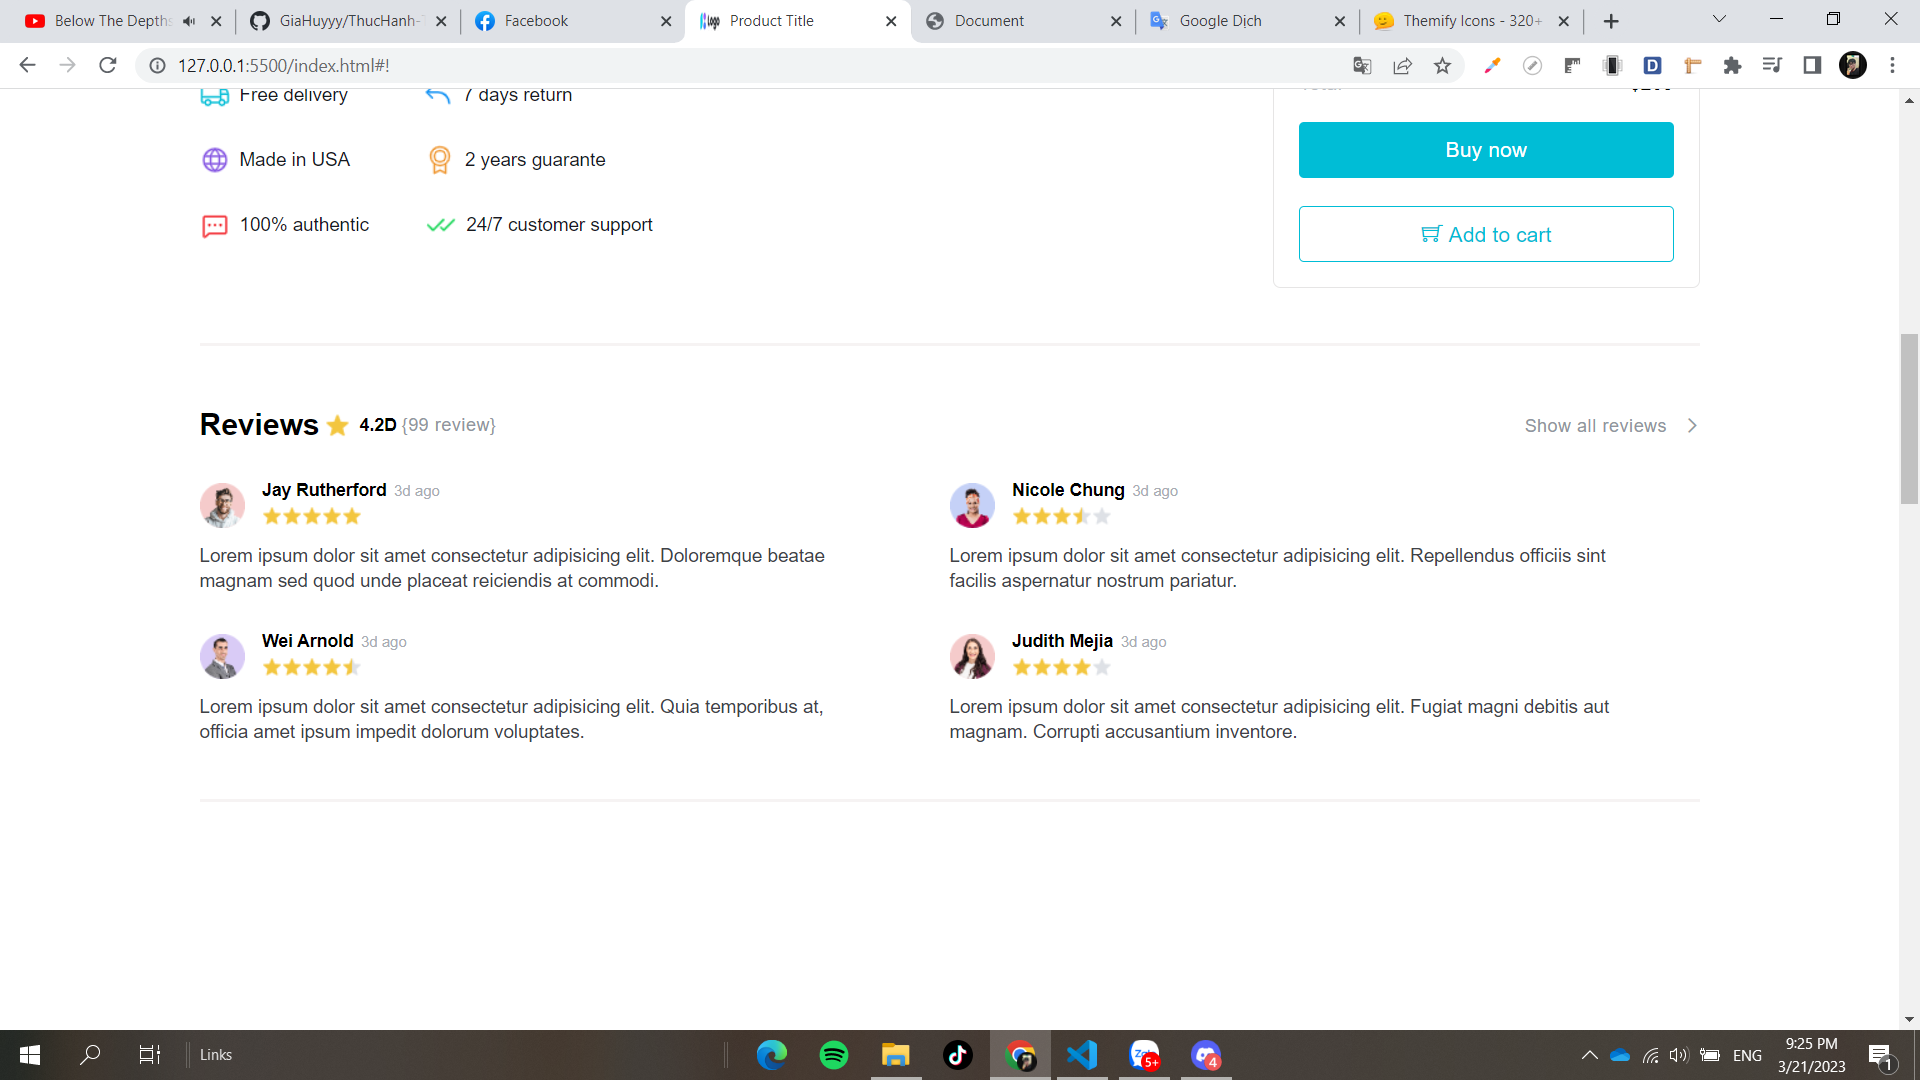 Below The Depths
GiaHuyyy/ThucHanh-
Facebook
Product Title
Document
Google Dịch
Themify Icons - 320+
127.0.0.1:5500/index.html#!
Free delivery
7 days return
Made in USA
2 years guarante
100% authentic
24/7 customer support
Buy now
Add to cart
Reviews 4.2D {99 review}
Show all reviews
Jay Rutherford 3d ago
Lorem ipsum dolor sit amet consectetur adipisicing elit. Doloremque beatae
magnam sed quod unde placeat reiciendis at commodi.
Nicole Chung 3d ago
Lorem ipsum dolor sit amet consectetur adipisicing elit. Repellendus officiis sint
facilis aspernatur nostrum pariatur.
Wei Arnold 3d ago
Lorem ipsum dolor sit amet consectetur adipisicing elit. Quia temporibus at,
officia amet ipsum impedit dolorum voluptates.
Judith Mejia 3d ago
Lorem ipsum dolor sit amet consectetur adipisicing elit. Fugiat magni debitis aut
magnam. Corrupti accusantium inventore.
Links
5+
4
ENG
9:25 PM
3/21/2023
1